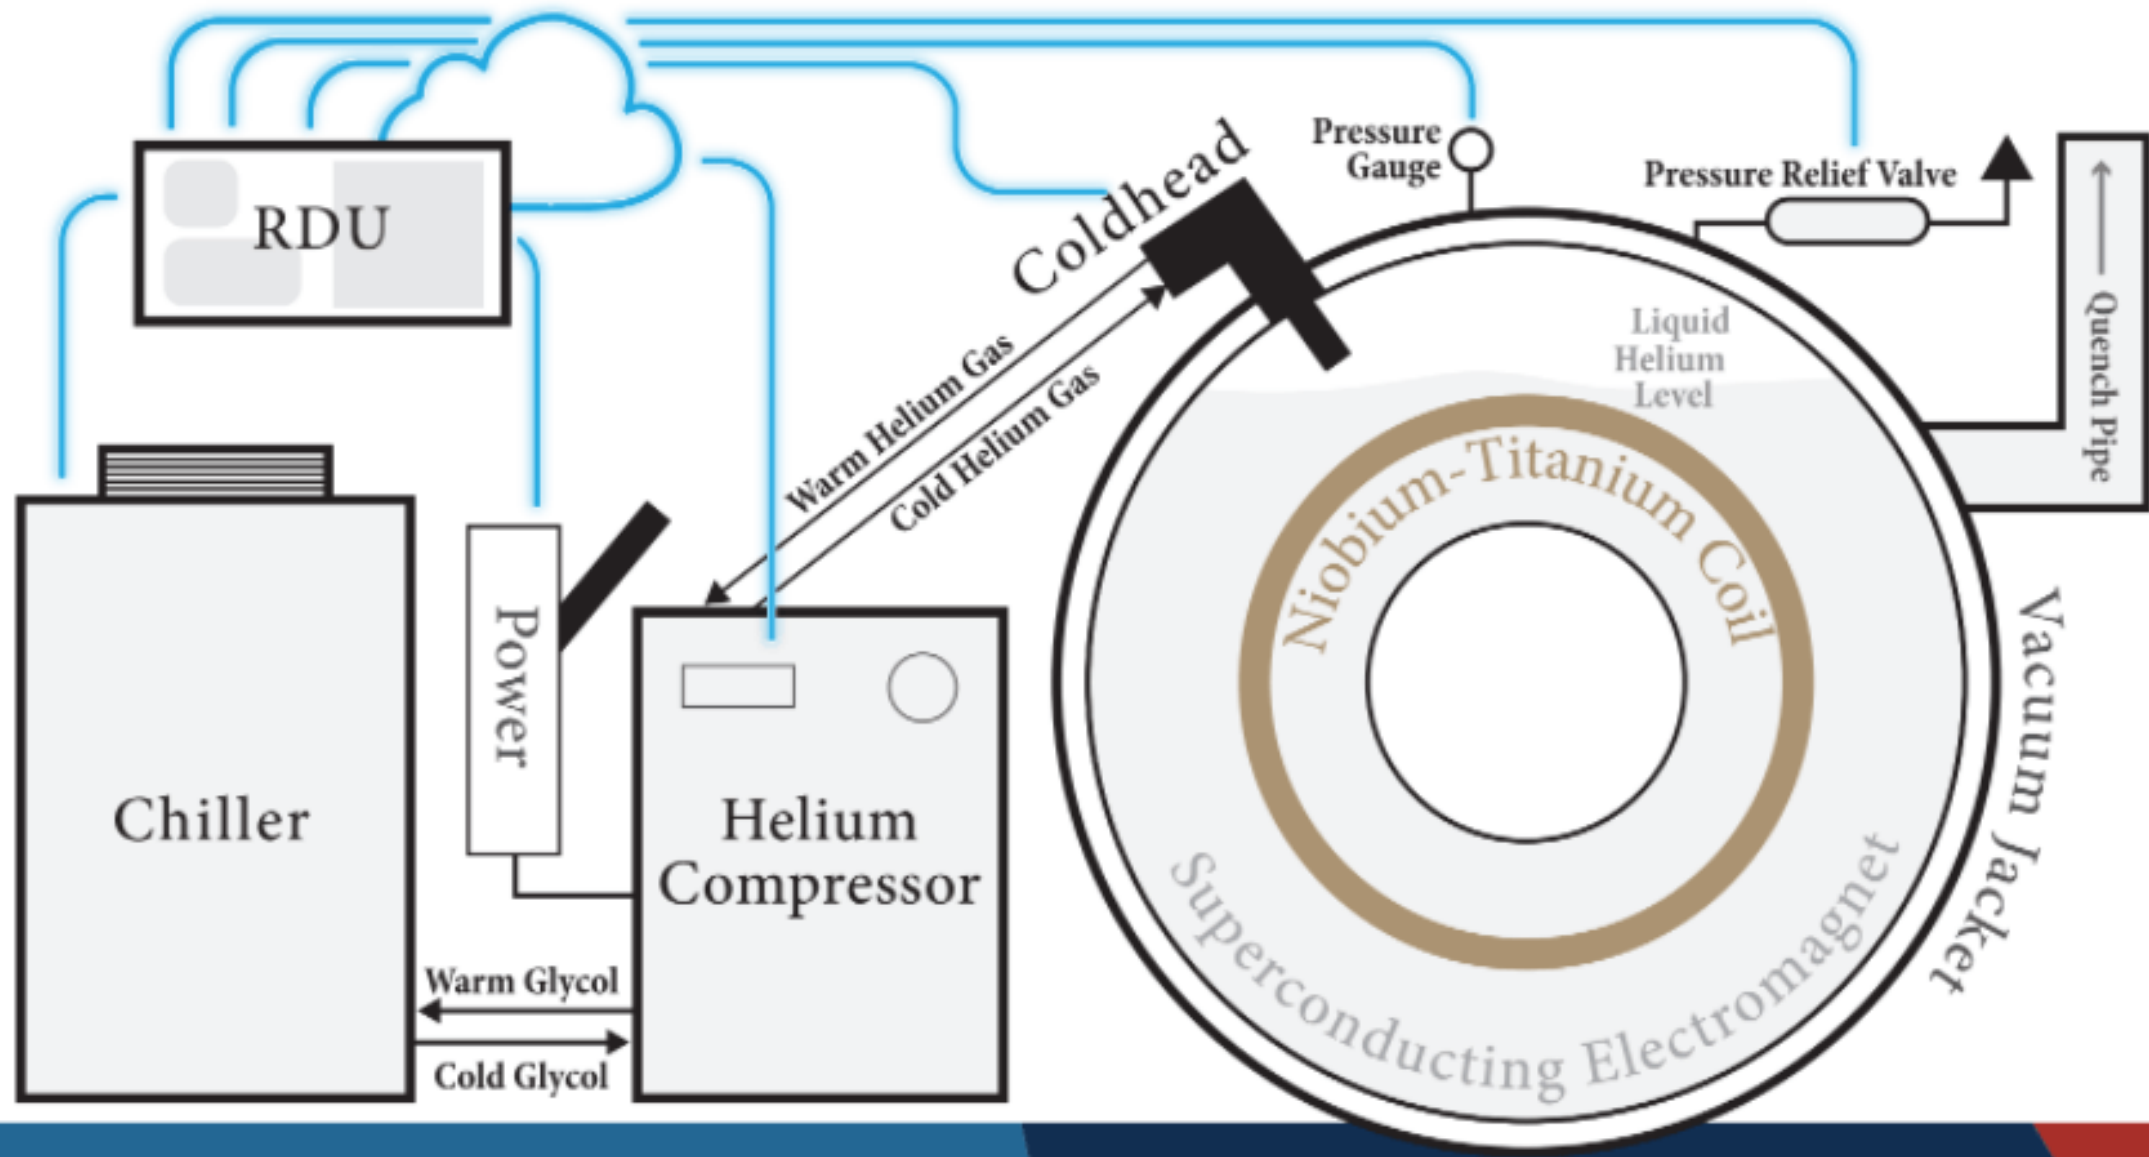 RDU
Coldhead
Pressure
Gauge
Pressure Relief Valve
Quench Pipe
Warm Helium Gas
Cold Helium Gas
Liquid
Helium
Level
Niobium-Titanium Coil
Superconducting Electromagnet
Vacuum Jacket
Power
Chiller
Helium
Compressor
Warm Glycol
Cold Glycol